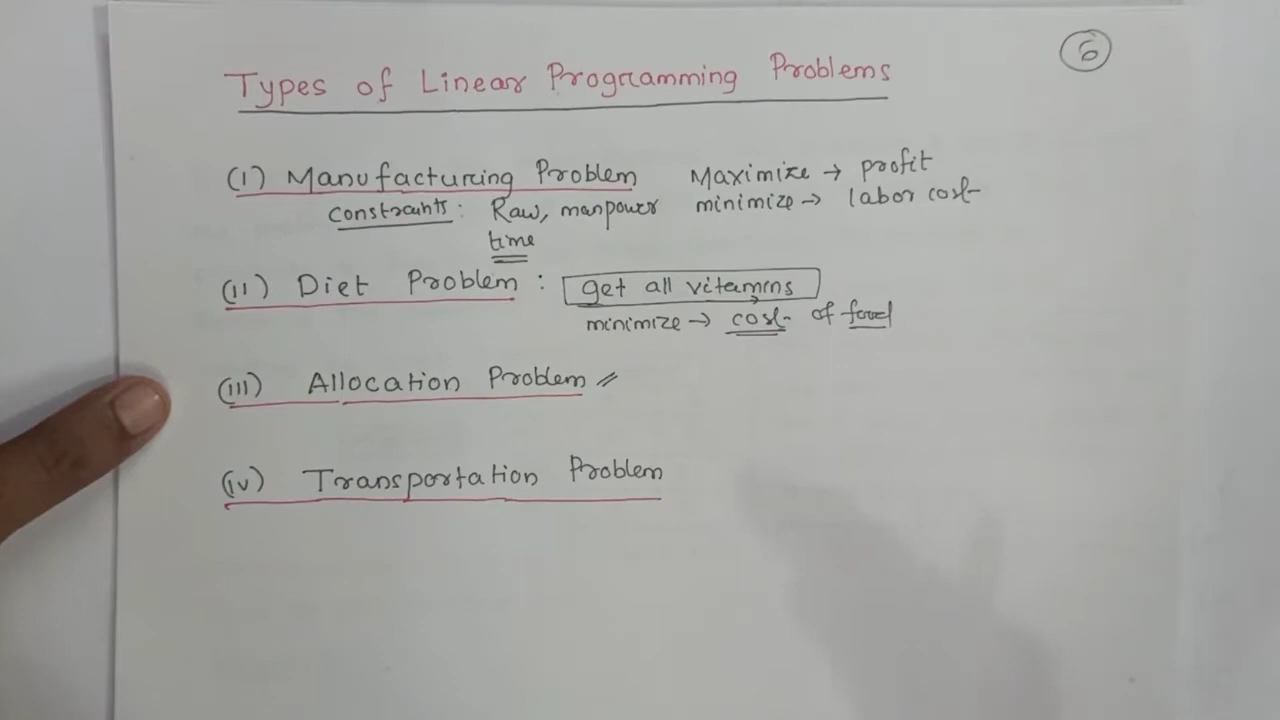 6
Types of Linear Programming Problems
(I) Manufacturing Problem Maximize → profit
Constraints: Raw, manpower minimize → labor cost
time
(II) Diet Problem : get all vitamins
minimize → cost of food
(III) Allocation Problem //
(IV) Transportation Problem